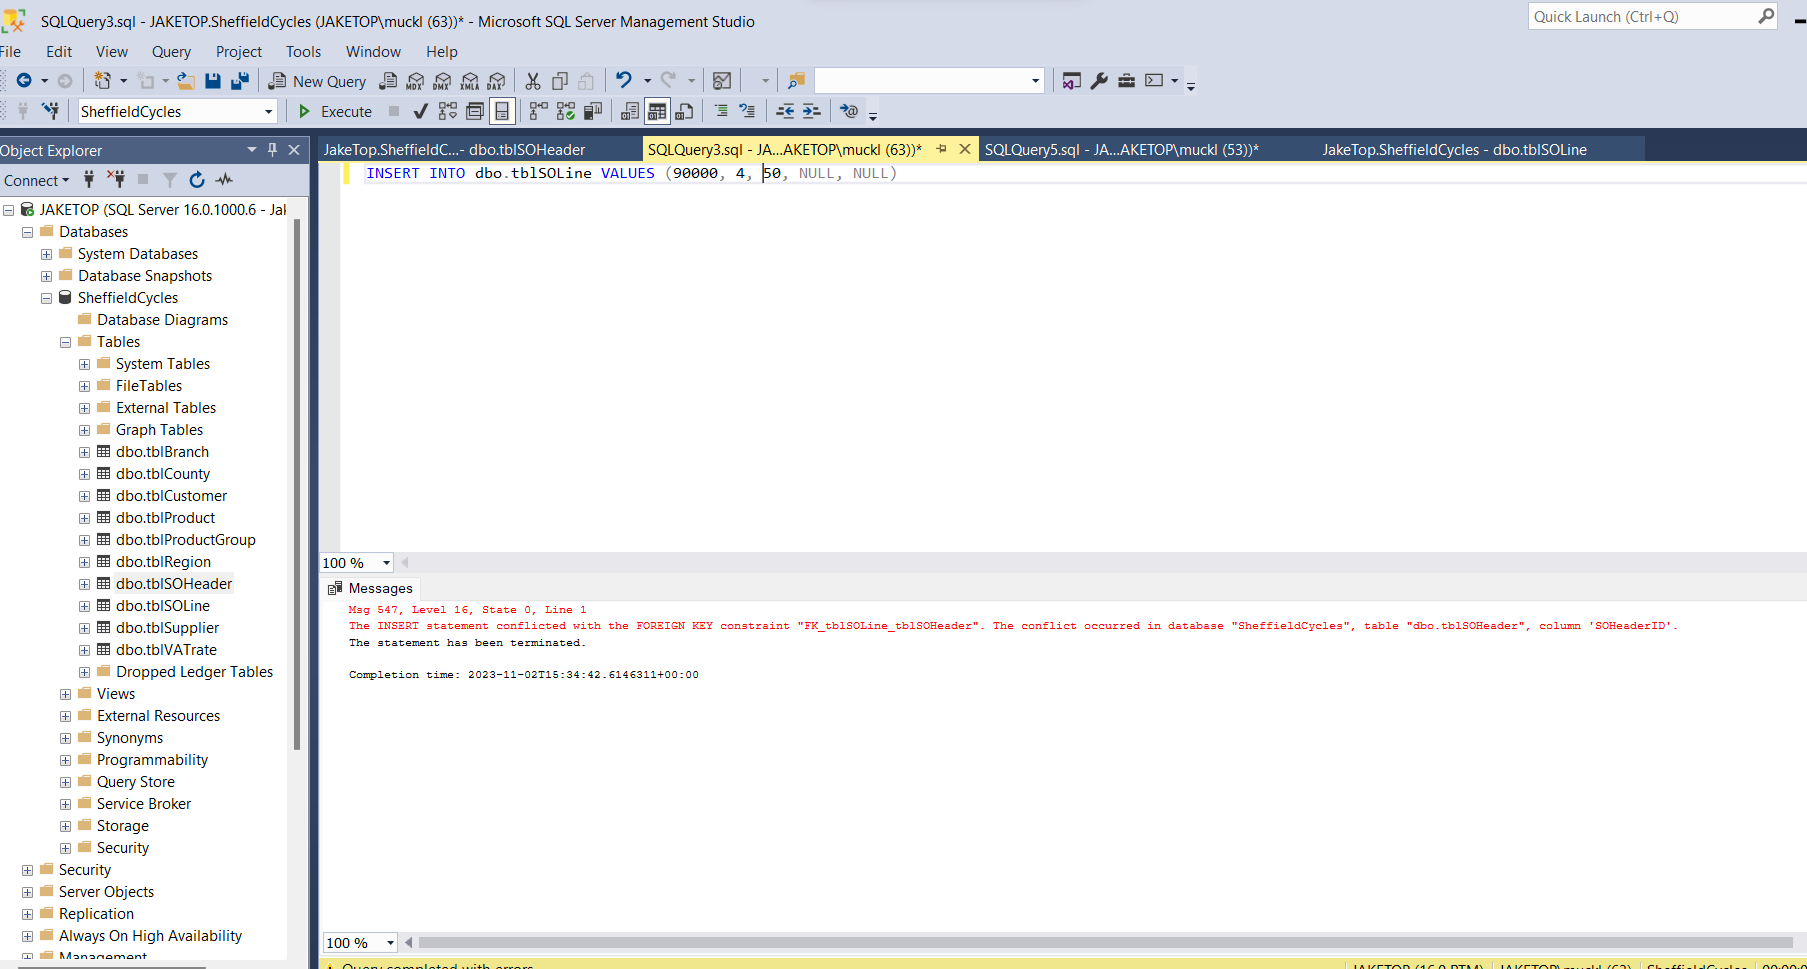 SQLQuery3.sql - JAKETOP.SheffieldCycles (JAKETOP\muckl (63))* - Microsoft SQL Server Management Studio
Quick Launch (Ctrl+Q)
File Edit View Query Project Tools Window Help
New Query MDX DMX XMLA DAX
SheffieldCycles Execute
Object Explorer
JakeTop.SheffieldC...- dbo.tblSOHeader
SQLQuery3.sql - JA...AKETOP\muckl (63))*
SQLQuery5.sql - JA...AKETOP\muckl (53))*
JakeTop.SheffieldCycles - dbo.tblSOLine
Connect
INSERT INTO dbo.tblSOLine VALUES (90000, 4, 50, NULL, NULL)
JAKETOP (SQL Server 16.0.1000.6 - Jak
Databases
System Databases
Database Snapshots
SheffieldCycles
Database Diagrams
Tables
System Tables
FileTables
External Tables
Graph Tables
dbo.tblBranch
dbo.tblCounty
dbo.tblCustomer
dbo.tblProduct
dbo.tblProductGroup
dbo.tblRegion
dbo.tblSOHeader
dbo.tblSOLine
dbo.tblSupplier
dbo.tblVATrate
Dropped Ledger Tables
Views
External Resources
Synonyms
Programmability
Query Store
Service Broker
Storage
Security
Security
Server Objects
Replication
Always On High Availability
Management
100 %
Messages
Msg 547, Level 16, State 0, Line 1
The INSERT statement conflicted with the FOREIGN KEY constraint "FK_tblSOLine_tblSOHeader". The conflict occurred in database "SheffieldCycles", table "dbo.tblSOHeader", column 'SOHeaderID'.
The statement has been terminated.
Completion time: 2023-11-02T15:34:42.6146311+00:00
100 %
Query completed with errors JAKETOP (16.0 RTM) JAKETOP\muckl (63) SheffieldCycles 00:00:0